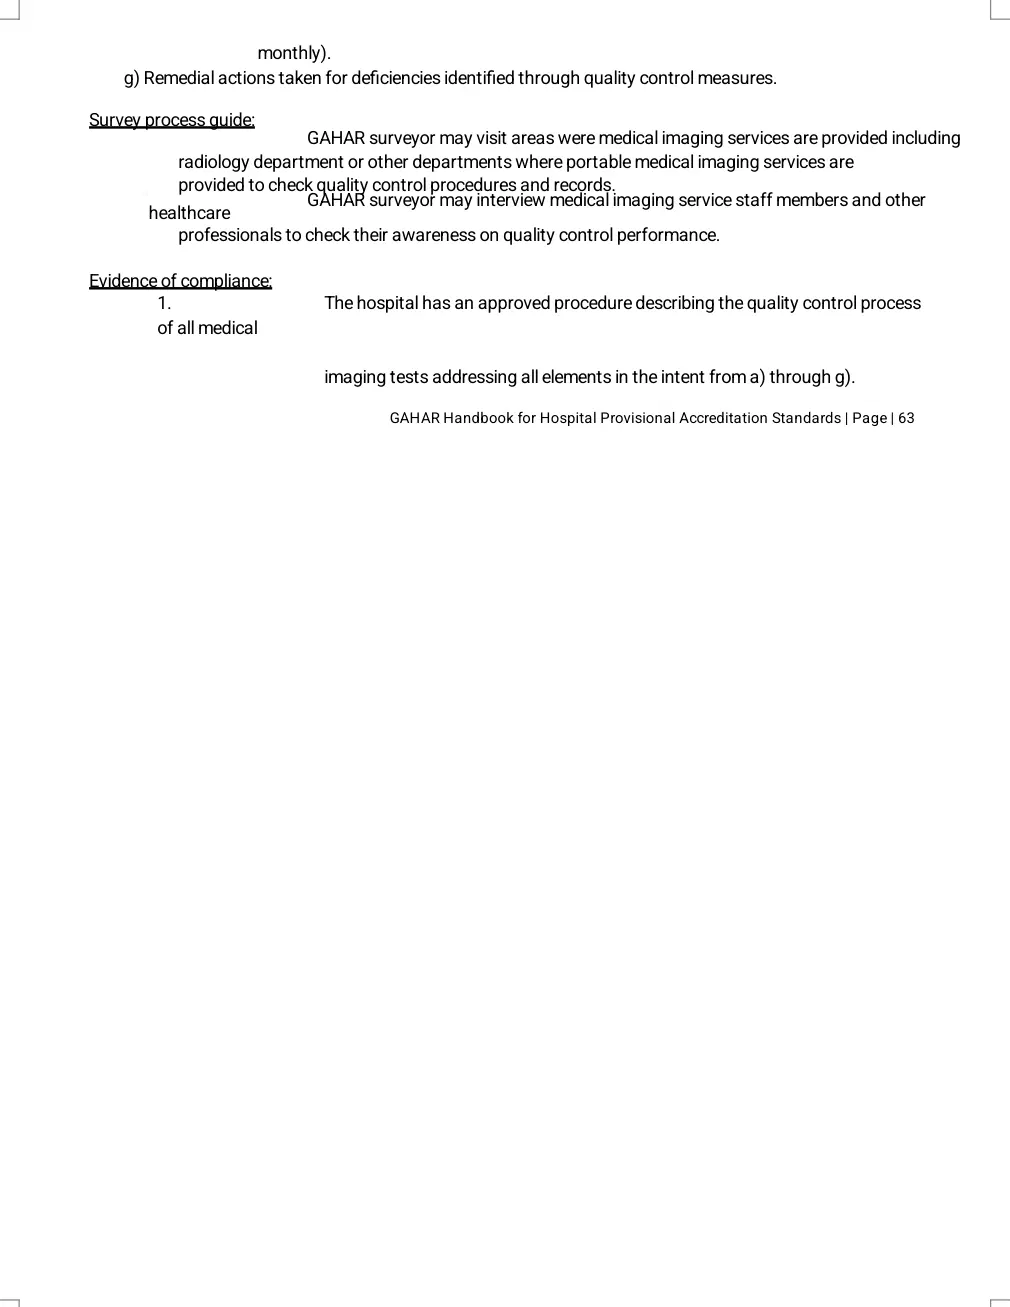 monthly).
g) Remedial actions taken for deficiencies identified through quality control measures.
Survey process guide:
GAHAR surveyor may visit areas were medical imaging services are provided including
radiology department or other departments where portable medical imaging services are
provided to check quality control procedures and records.
GAHAR surveyor may interview medical imaging service staff members and other
healthcare
professionals to check their awareness on quality control performance.
Evidence of compliance:
1. The hospital has an approved procedure describing the quality control process
of all medical
imaging tests addressing all elements in the intent from a) through g).
GAHAR Handbook for Hospital Provisional Accreditation Standards | Page | 63